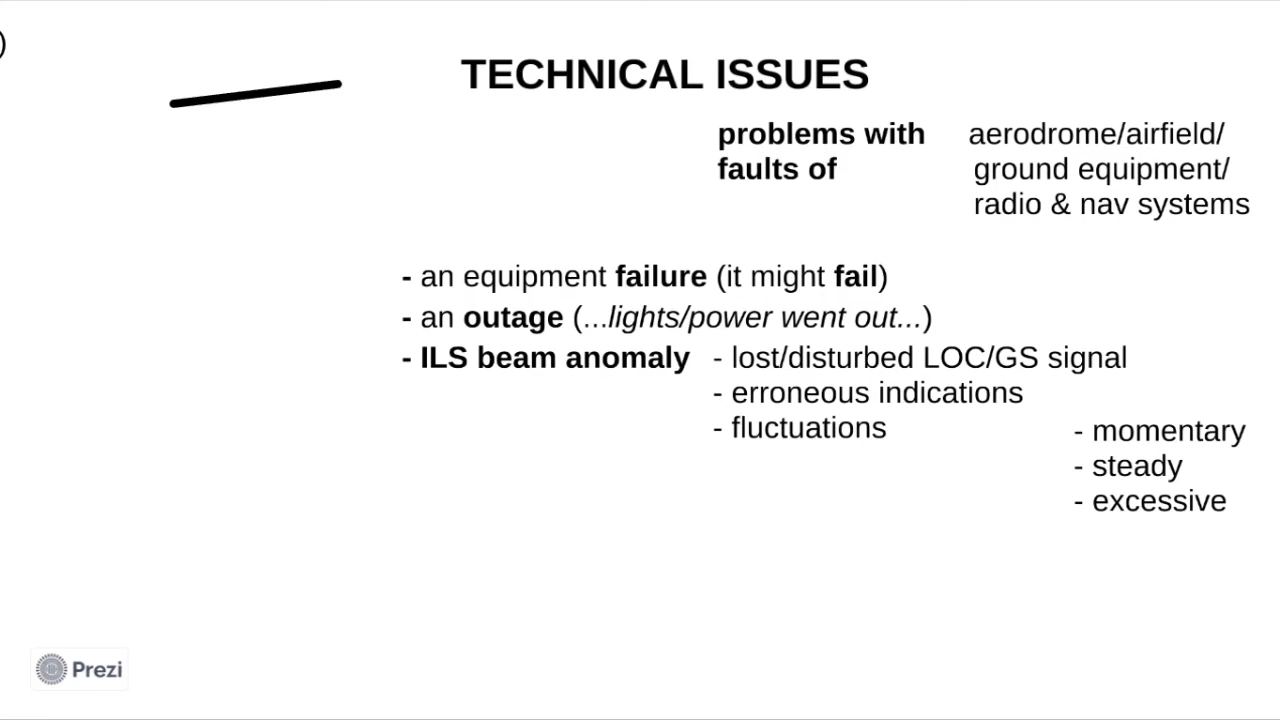 )
TECHNICAL ISSUES
problems with aerodrome/airfield/
faults of ground equipment/
radio & nav systems
- an equipment failure (it might fail)
- an outage (...lights/power went out...)
- ILS beam anomaly - lost/disturbed LOC/GS signal
- erroneous indications
- fluctuations - momentary
- steady
- excessive
Prezi